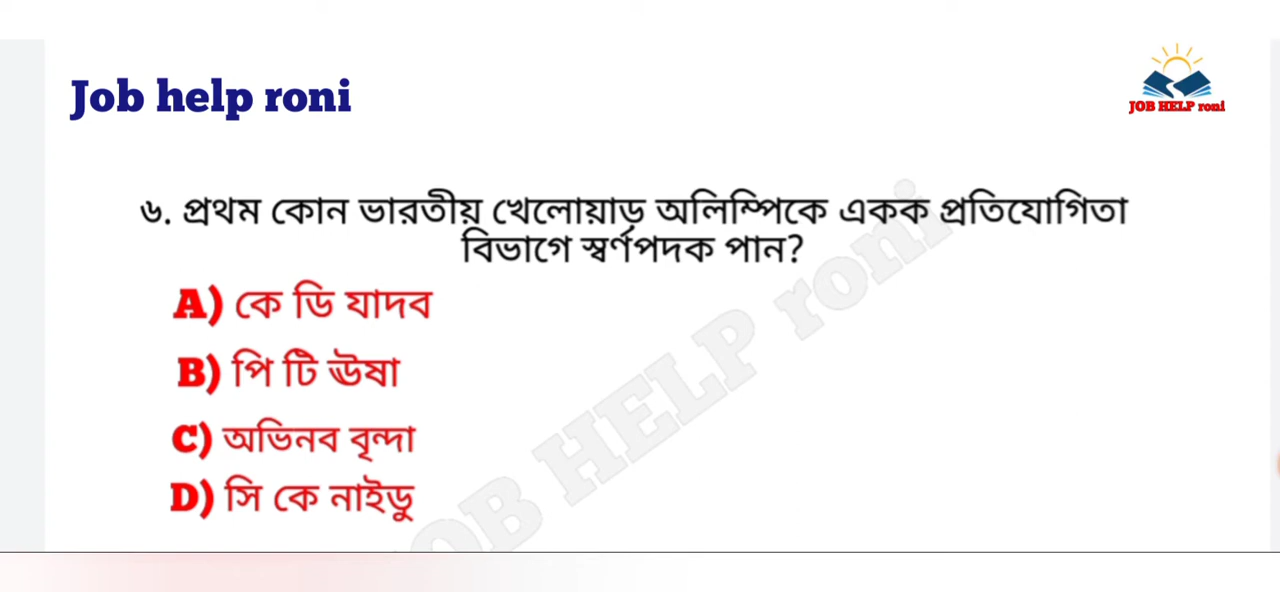 Job help roni
JOB HELP roni
৬. প্রথম কোন ভারতীয় খেলোয়াড় অলিম্পিকে একক প্রতিযোগিতা
বিভাগে স্বর্ণপদক পান?
A) কে ডি যাদব
B) পি টি ঊষা
C) অভিনব বৃন্দা
D) সি কে নাইডু
JOB HELP roni